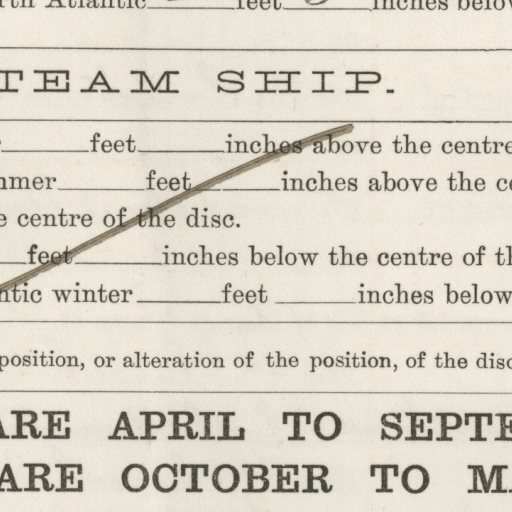 rth Atlantic feet inches below
TEAM SHIP.
feet inches above the centre
mmer feet inches above the ce
e centre of the disc.
feet inches below the centre of th
ntic winter feet inches below
position, or alteration of the position, of the disc
ARE APRIL TO SEPTE
ARE OCTOBER TO MA